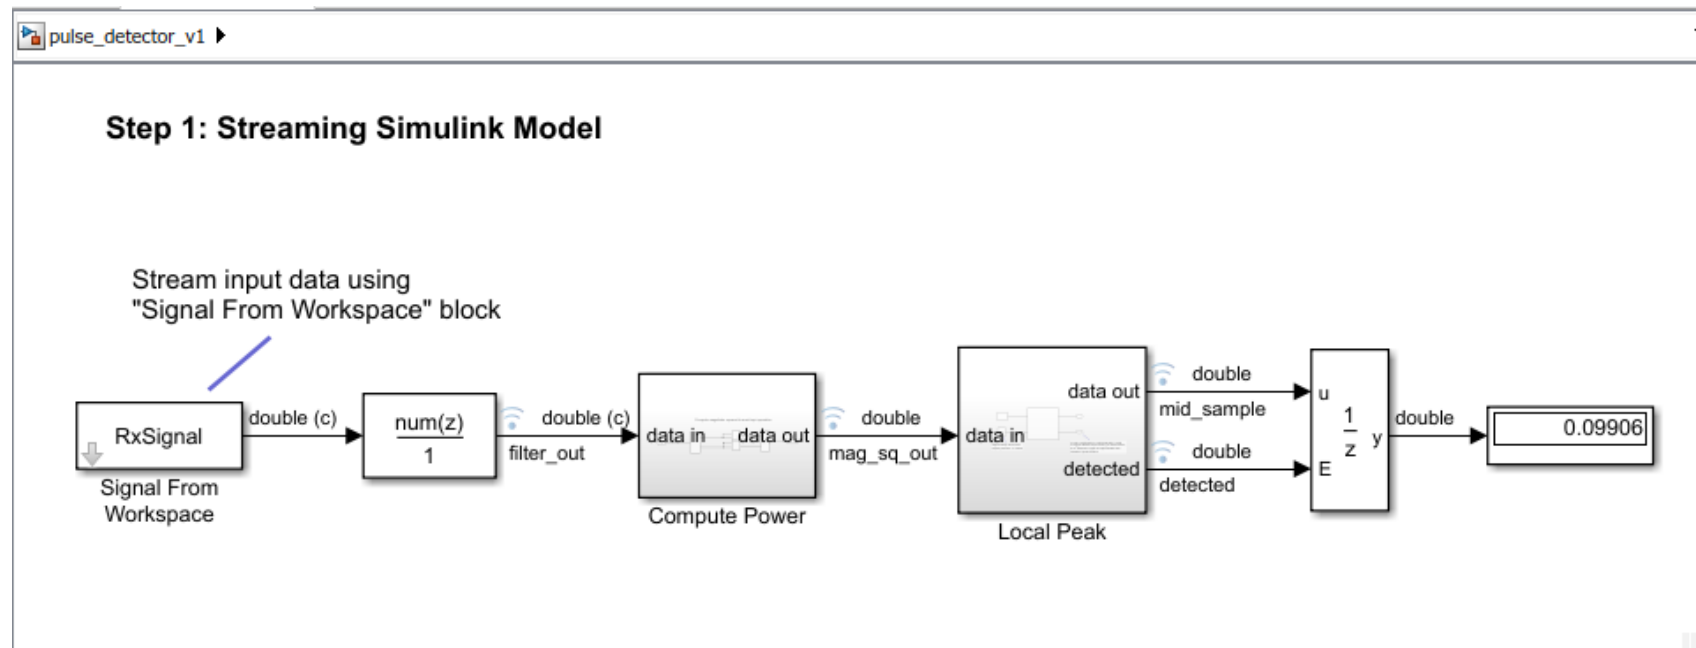 pulse_detector_v1
Step 1: Streaming Simulink Model
Stream input data using
"Signal From Workspace" block
RxSignal
Signal From
Workspace
double (c)
num(z)
1
double (c)
filter_out
data in
data out
Compute Power
double
mag_sq_out
data in
data out
detected
Local Peak
double
mid_sample
double
detected
u
E
1
z
y
double
0.09906